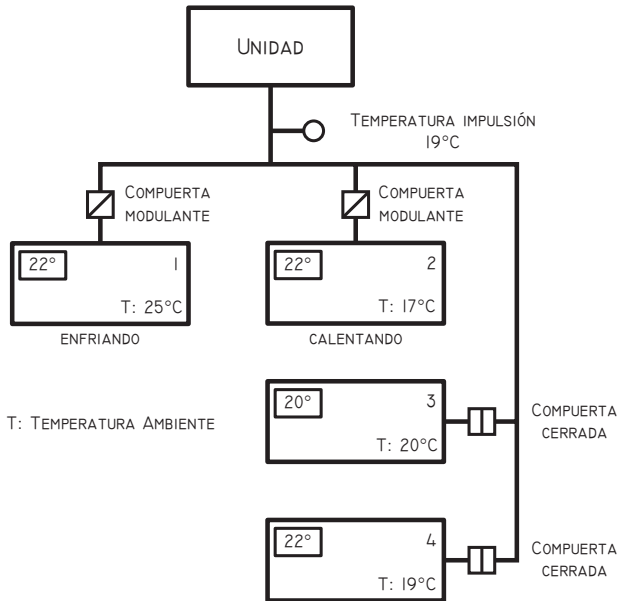 UNIDAD
TEMPERATURA IMPULSIÓN
19°C
COMPUERTA
MODULANTE
COMPUERTA
MODULANTE
22°
1
T: 25°C
ENFRIANDO
22°
2
T: 17°C
CALENTANDO
20°
3
T: 20°C
COMPUERTA
CERRADA
T: TEMPERATURA AMBIENTE
22°
4
T: 19°C
COMPUERTA
CERRADA